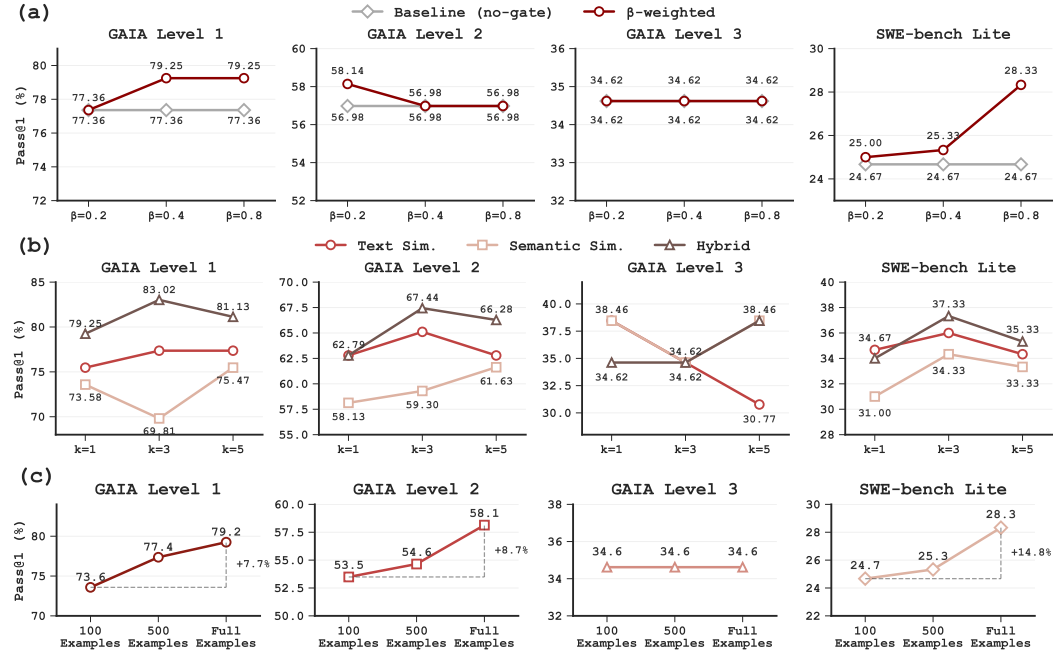 (a)
Baseline (no-gate) β-weighted
GAIA Level 1
GAIA Level 2
GAIA Level 3
SWE-bench Lite
Pass@1 (%)
80
78
76
74
72
77.36
79.25
79.25
77.36
77.36
77.36
β=0.2
β=0.4
β=0.8
60
58
56
54
52
58.14
56.98
56.98
56.98
56.98
56.98
β=0.2
β=0.4
β=0.8
36
35
34
33
32
34.62
34.62
34.62
34.62
34.62
34.62
β=0.2
β=0.4
β=0.8
30
28
26
24
25.00
25.33
28.33
24.67
24.67
24.67
β=0.2
β=0.4
β=0.8
(b)
Text Sim. Semantic Sim. Hybrid
GAIA Level 1
GAIA Level 2
GAIA Level 3
SWE-bench Lite
Pass@1 (%)
85
80
75
70
79.25
83.02
81.13
73.58
69.81
75.47
k=1
k=3
k=5
70.0
67.5
65.0
62.5
60.0
57.5
55.0
62.79
67.44
66.28
58.13
59.30
61.63
k=1
k=3
k=5
40.0
37.5
35.0
32.5
30.0
38.46
34.62
38.46
34.62
34.62
30.77
k=1
k=3
k=5
40
38
36
34
32
30
28
34.67
37.33
35.33
31.00
34.33
33.33
k=1
k=3
k=5
(c)
GAIA Level 1
GAIA Level 2
GAIA Level 3
SWE-bench Lite
Pass@1 (%)
80
75
70
73.6
77.4
79.2
+7.7%
100
Examples
500
Examples
Full
Examples
60.0
57.5
55.0
52.5
50.0
53.5
54.6
58.1
+8.7%
100
Examples
500
Examples
Full
Examples
38
36
34
32
34.6
34.6
34.6
100
Examples
500
Examples
Full
Examples
30
28
26
24
22
24.7
25.3
28.3
+14.8%
100
Examples
500
Examples
Full
Examples